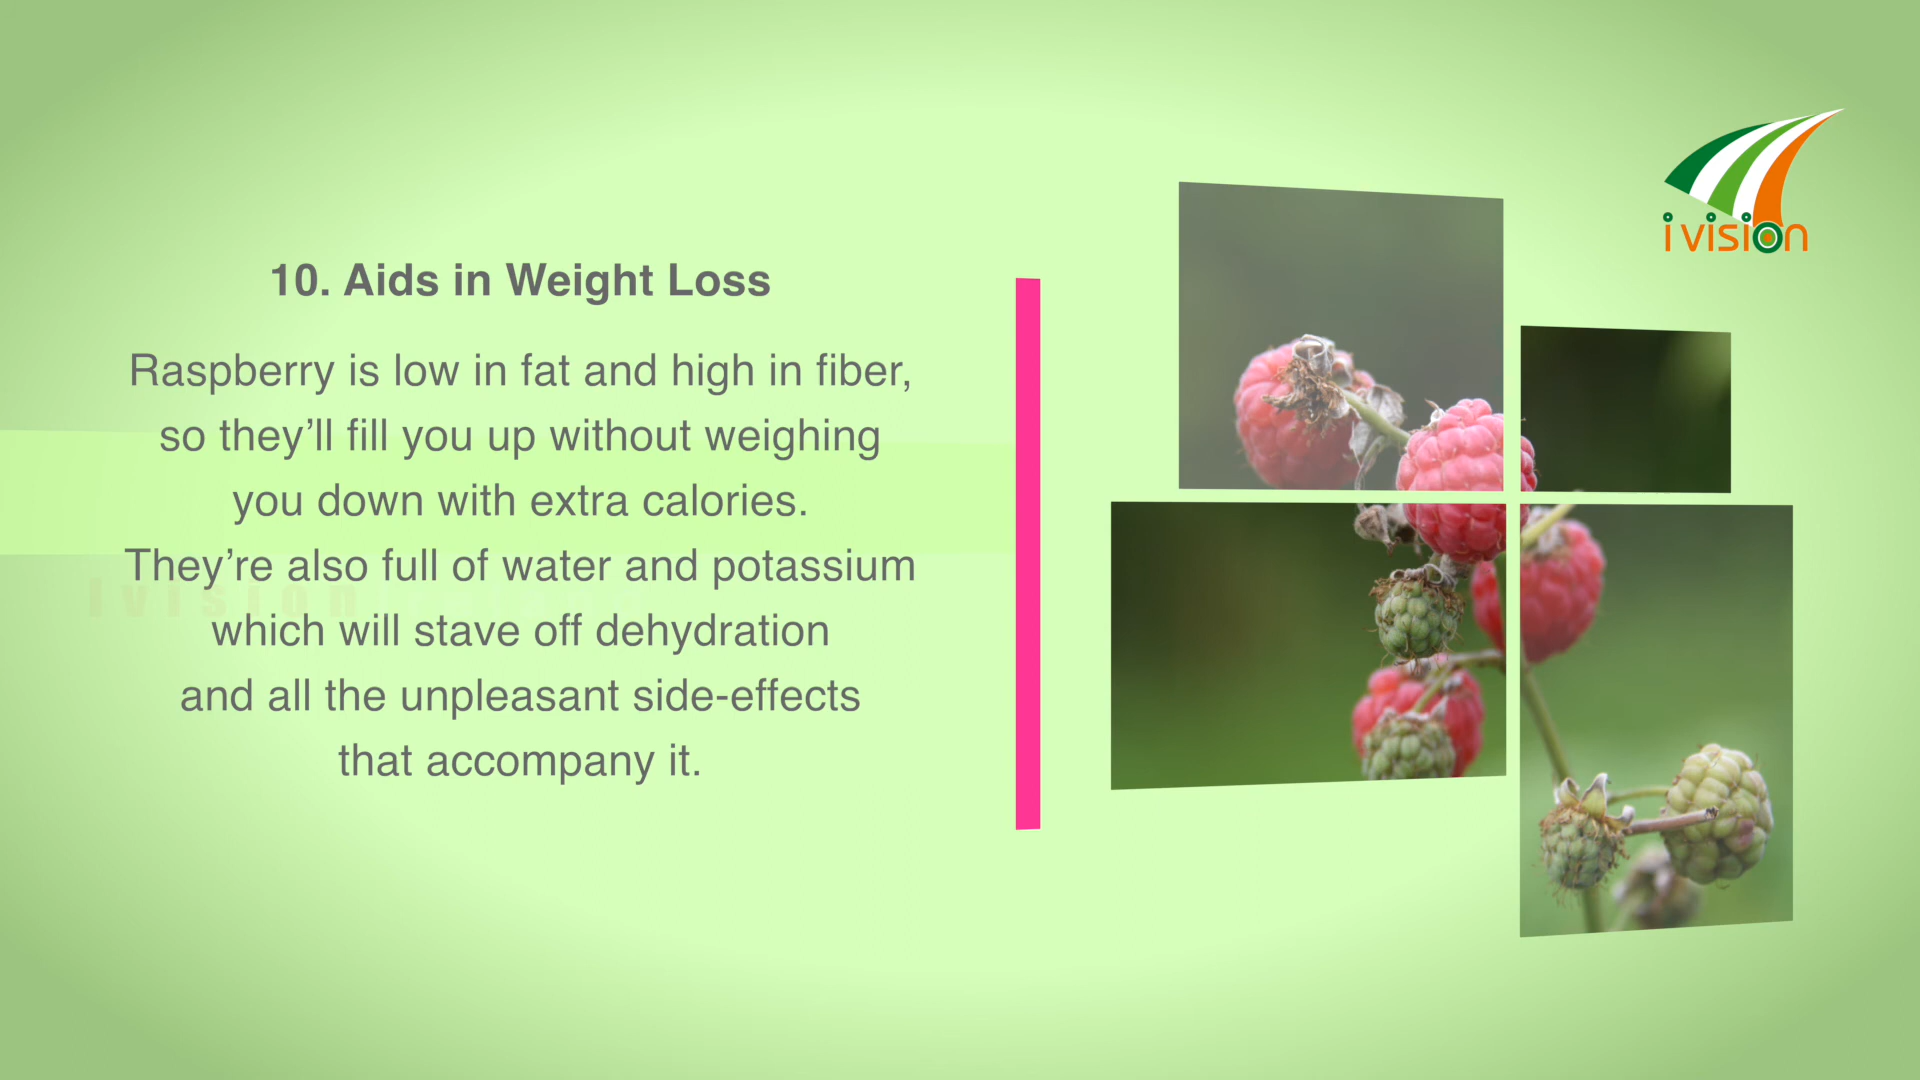 10. Aids in Weight Loss
Raspberry is low in fat and high in fiber,
so they’ll fill you up without weighing
you down with extra calories.
They’re also full of water and potassium
which will stave off dehydration
and all the unpleasant side-effects
that accompany it.
i vision
i vision